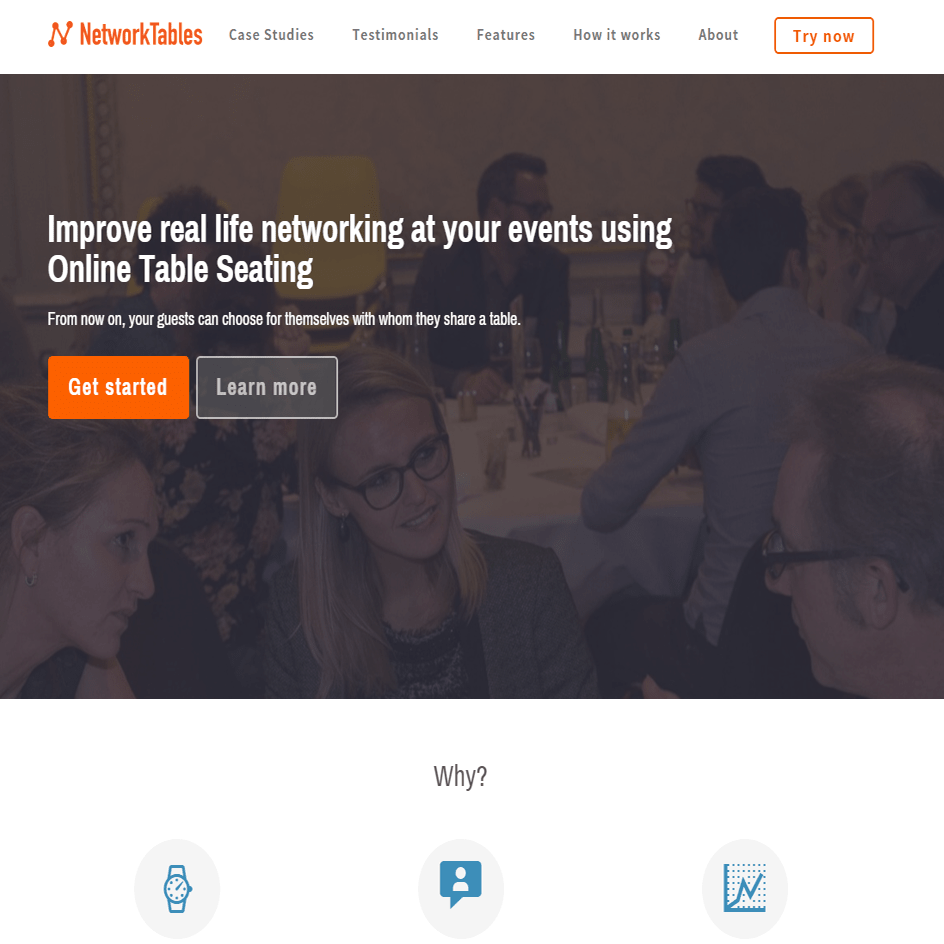 NetworkTables Case Studies Testimonials Features How it works About Try now
Improve real life networking at your events using
Online Table Seating
From now on, your guests can choose for themselves with whom they share a table.
Get started Learn more
Why?